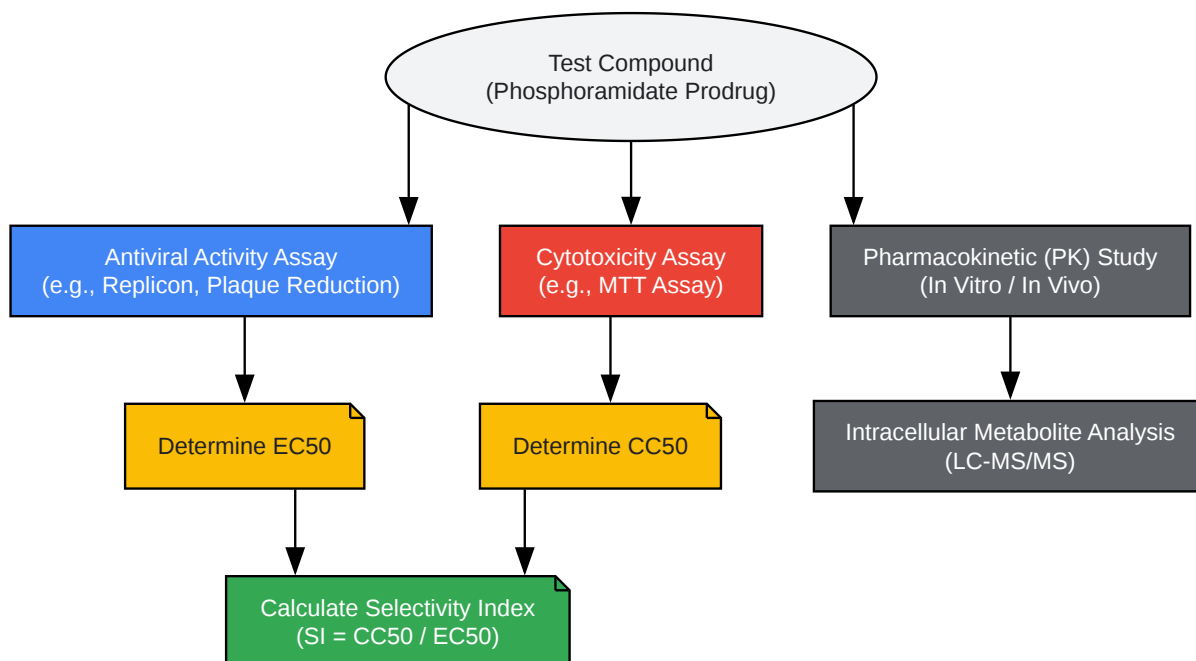 Test Compound
(Phosphoramidate Prodrug)
Antiviral Activity Assay
(e.g., Replicon, Plaque Reduction)
Cytotoxicity Assay
(e.g., MTT Assay)
Pharmacokinetic (PK) Study
(In Vitro / In Vivo)
Determine EC50
Determine CC50
Intracellular Metabolite Analysis
(LC-MS/MS)
Calculate Selectivity Index
(SI = CC50 / EC50)